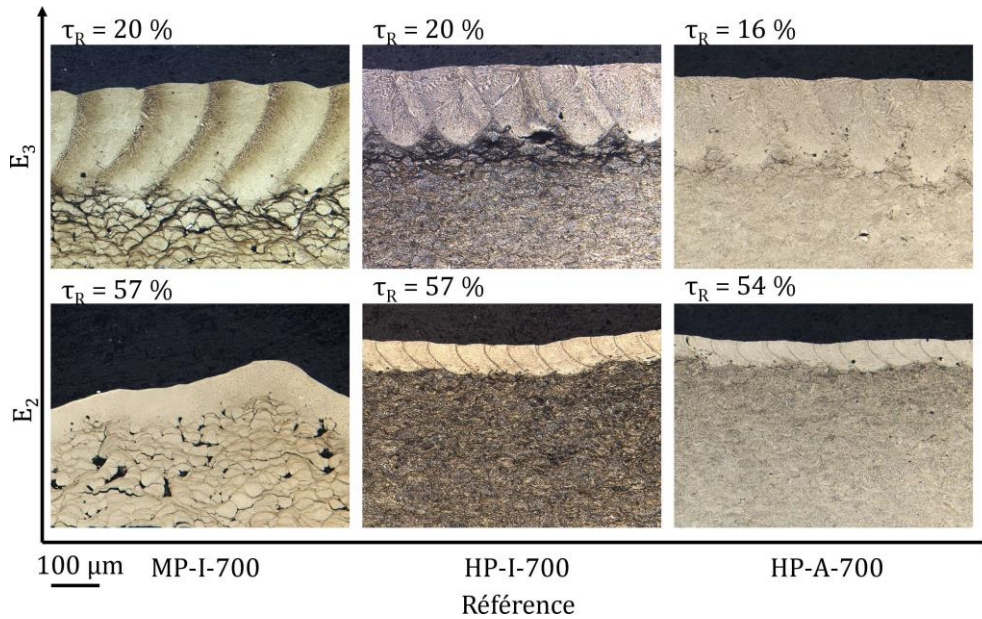 τR = 20 %
τR = 20 %
τR = 16 %
E3
τR = 57 %
τR = 57 %
τR = 54 %
E2
100 μm
MP-I-700
HP-I-700
HP-A-700
Référence